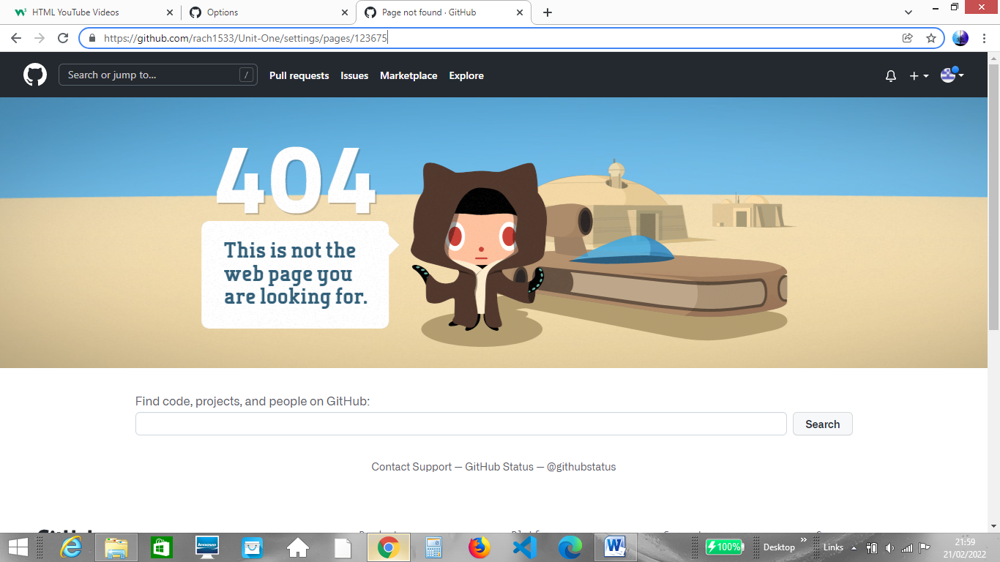 HTML YouTube Videos
Options
Page not found · GitHub
https://github.com/rach1533/Unit-One/settings/pages/123675
Search or jump to...
/
Pull requests
Issues
Marketplace
Explore
404
This is not the
web page you
are looking for.
Find code, projects, and people on GitHub:
Search
Contact Support — GitHub Status — @githubstatus
100%
Desktop
Links
21:59
21/02/2022